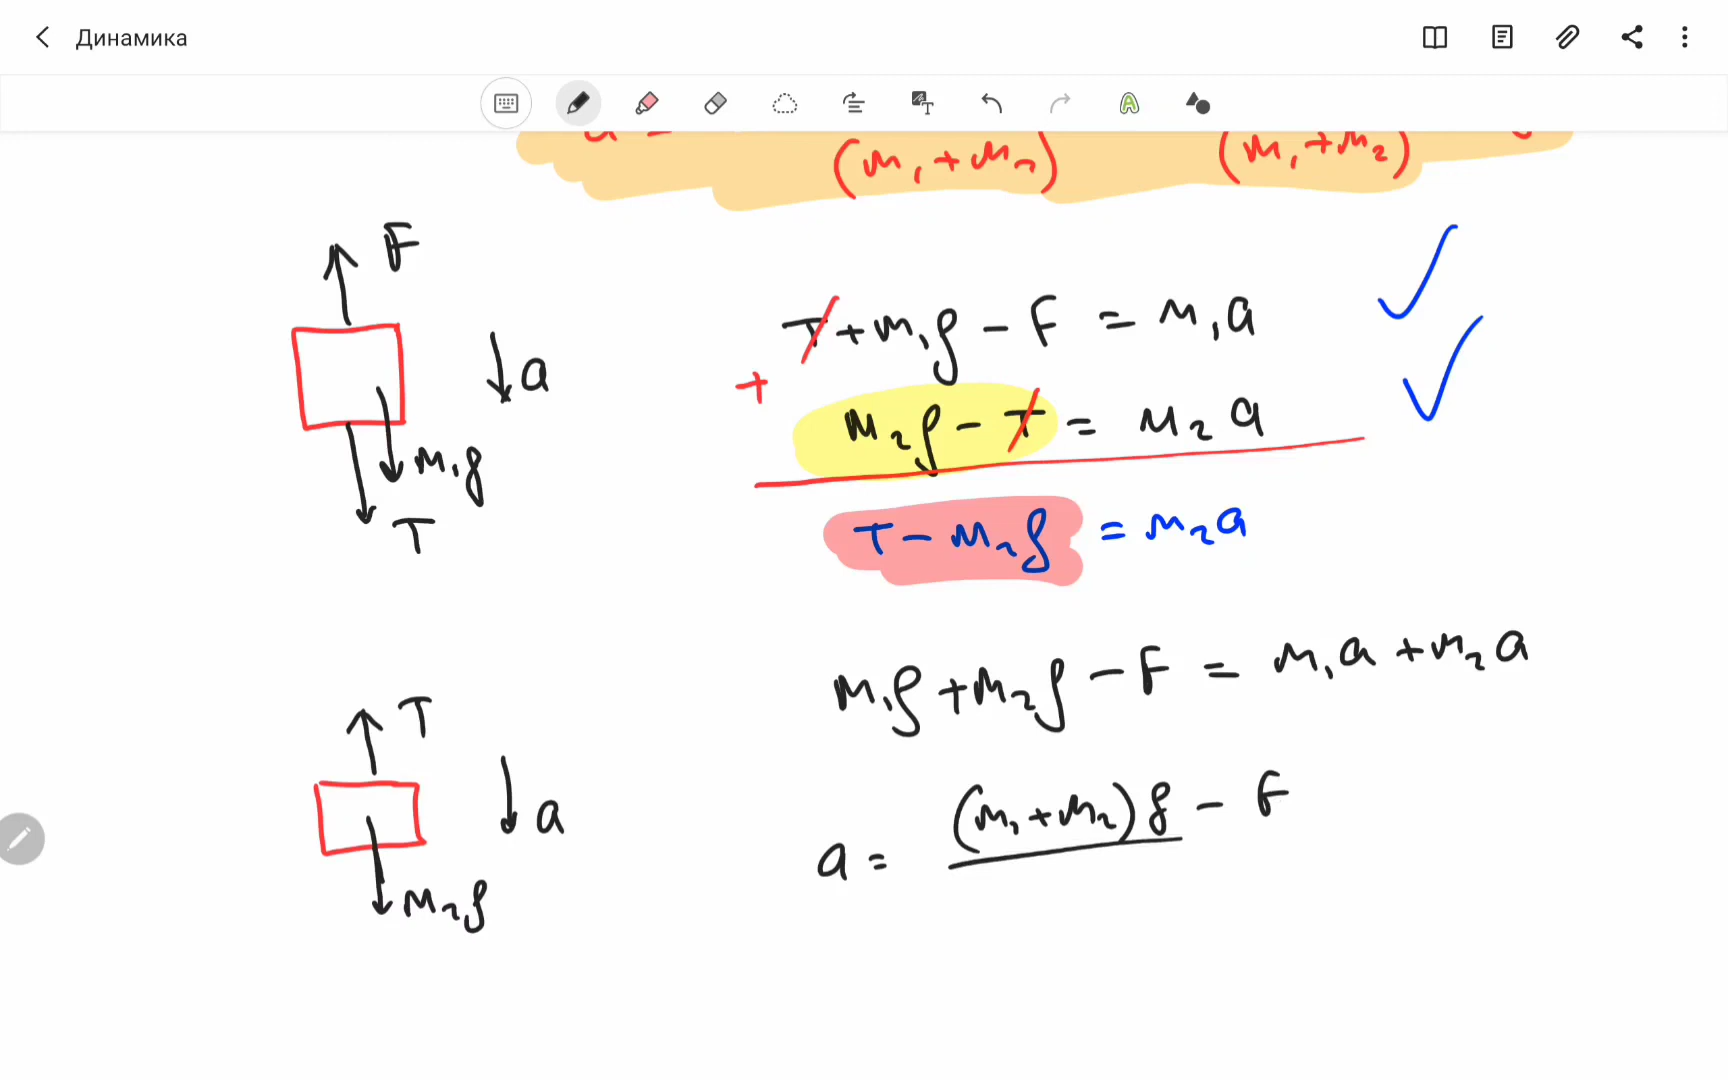 Динамика
(m₁+m₂) (m₁+m₂)
F
T+m₁g − F = m₁a
a
+
m₂g − T = m₂a
m₁g
T
T − m₂g = m₂a
m₁g + m₂g − F = m₁a + m₂a
T
a
(m₁+m₂)g − F
a =
m₂g